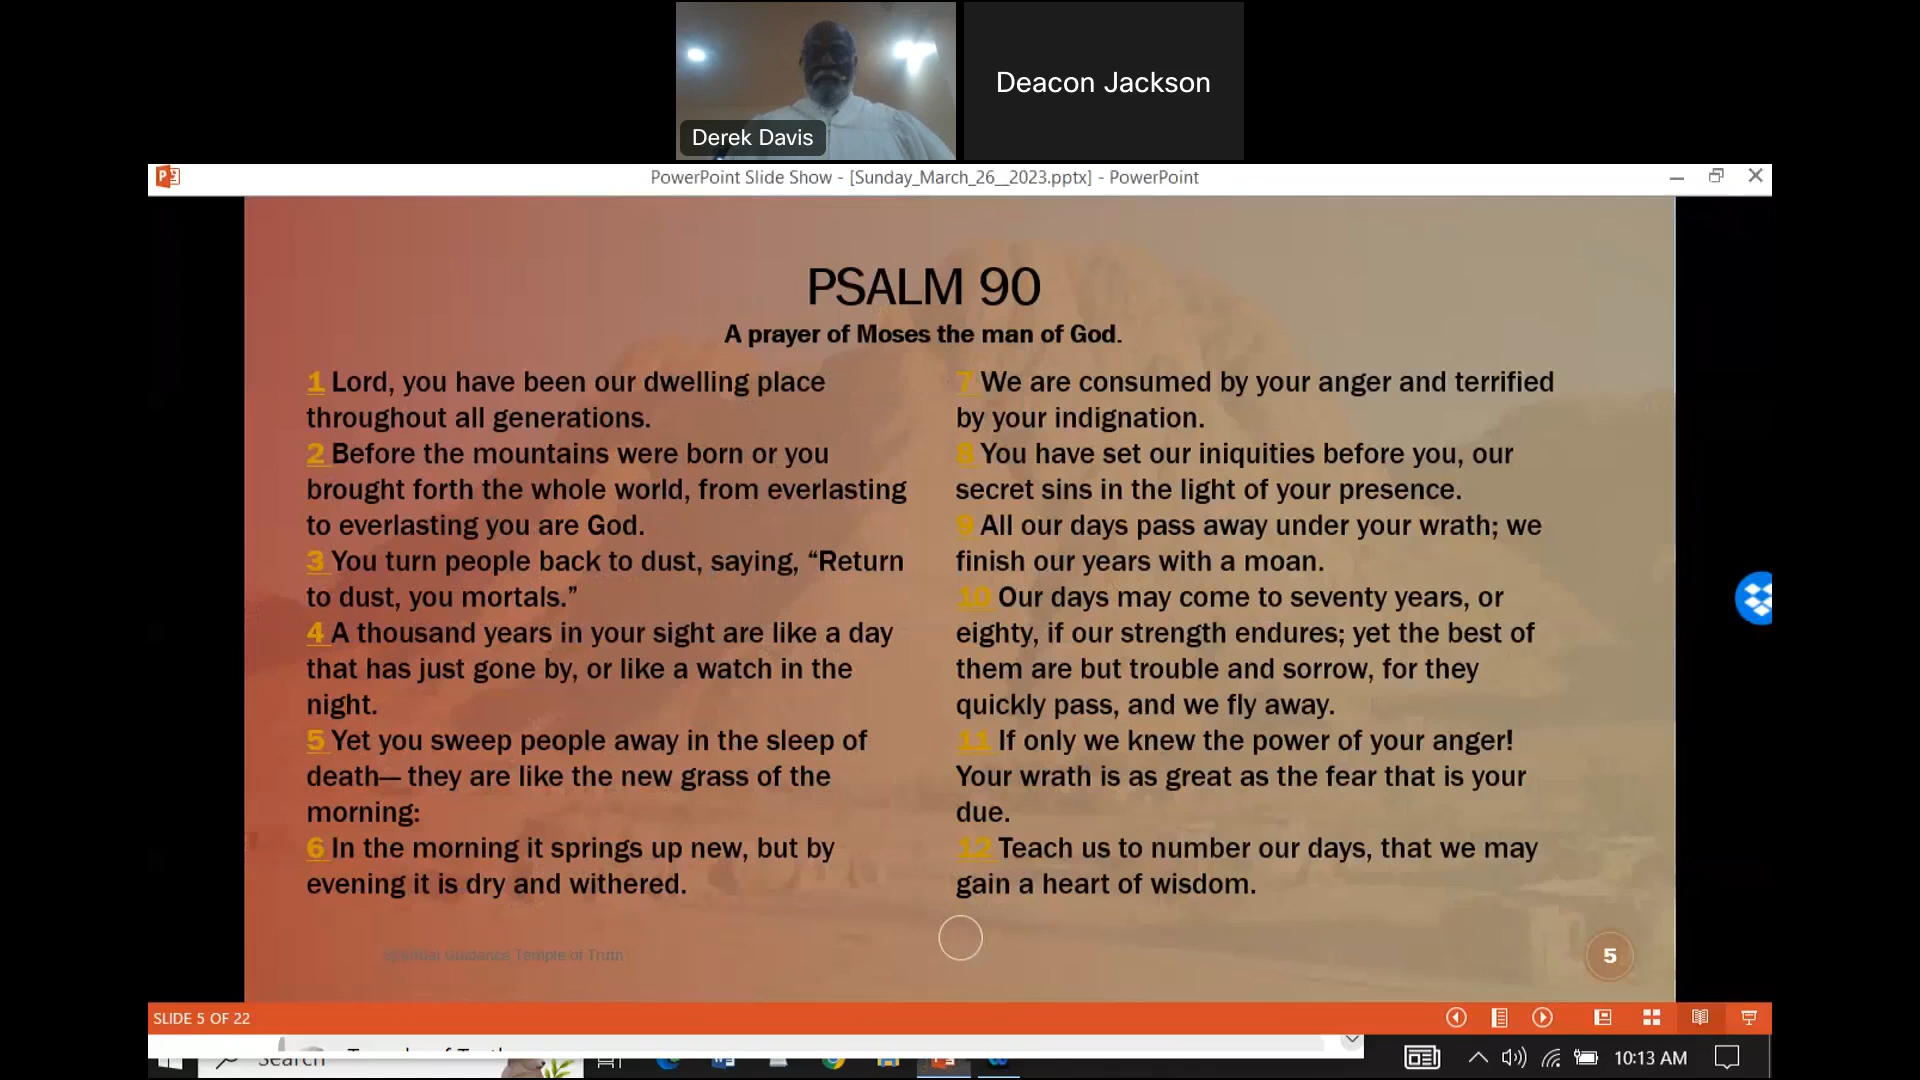 Deacon Jackson
Derek Davis
PowerPoint Slide Show - [Sunday_March_26__2023.pptx] - PowerPoint
PSALM 90
A prayer of Moses the man of God.
1 Lord, you have been our dwelling place
throughout all generations.
2 Before the mountains were born or you
brought forth the whole world, from everlasting
to everlasting you are God.
3 You turn people back to dust, saying, “Return
to dust, you mortals.”
4 A thousand years in your sight are like a day
that has just gone by, or like a watch in the
night.
5 Yet you sweep people away in the sleep of
death— they are like the new grass of the
morning:
6 In the morning it springs up new, but by
evening it is dry and withered.
7 We are consumed by your anger and terrified
by your indignation.
8 You have set our iniquities before you, our
secret sins in the light of your presence.
9 All our days pass away under your wrath; we
finish our years with a moan.
10 Our days may come to seventy years, or
eighty, if our strength endures; yet the best of
them are but trouble and sorrow, for they
quickly pass, and we fly away.
11 If only we knew the power of your anger!
Your wrath is as great as the fear that is your
due.
12 Teach us to number our days, that we may
gain a heart of wisdom.
Spiritual Guidance Temple of Truth
5
SLIDE 5 OF 22
Search
10:13 AM